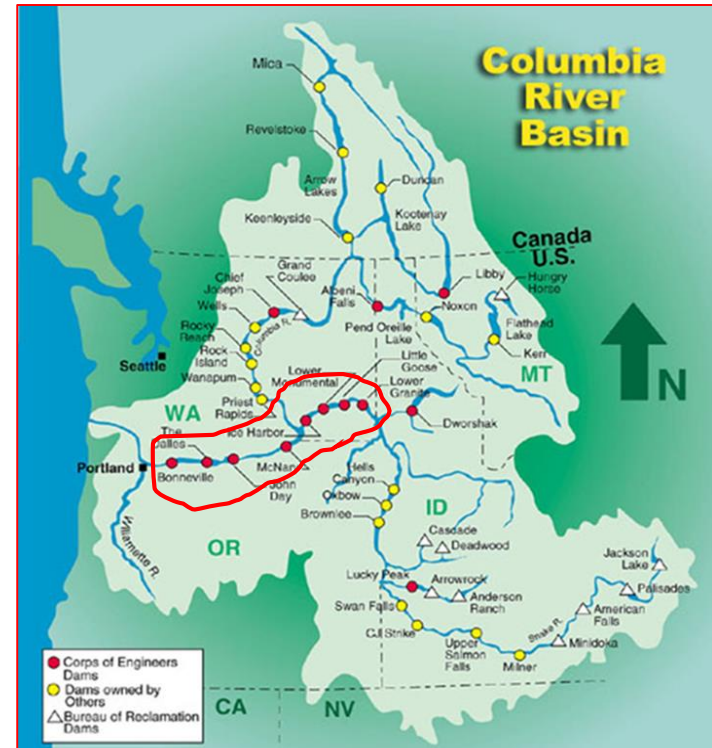 Columbia
River
Basin
Mica
Revelstoke
Arrow
Lakes
Duncan
Kootenay
Lake
Keenleyside
Canada
U.S.
Grand
Coulee
Chief
Joseph
Albeni
Falls
Libby
Hungry
Horse
Wells
Columbia R.
Noxon
Rocky
Reach
Pend Oreille
Lake
Flathead
Lake
Kerr
Seattle
Rock
Island
Little
Goose
Wanapum
Lower
Monumental
Lower
Granite
MT
N
WA
Priest
Rapids
Ice Harbor
Dworshak
The
Dalles
Portland
Bonneville
McNary
John
Day
Hells
Canyon
Oxbow
Brownlee
ID
Willamette R.
OR
Cascade
Deadwood
Jackson
Lake
Lucky Peak
Arrowrock
Anderson
Ranch
Palisades
American
Falls
Swan Falls
CJ Strike
Upper
Salmon
Falls
Snake R.
Minidoka
Milner
Corps of Engineers
Dams
Dams owned by
Others
Bureau of Reclamation
Dams
CA
NV